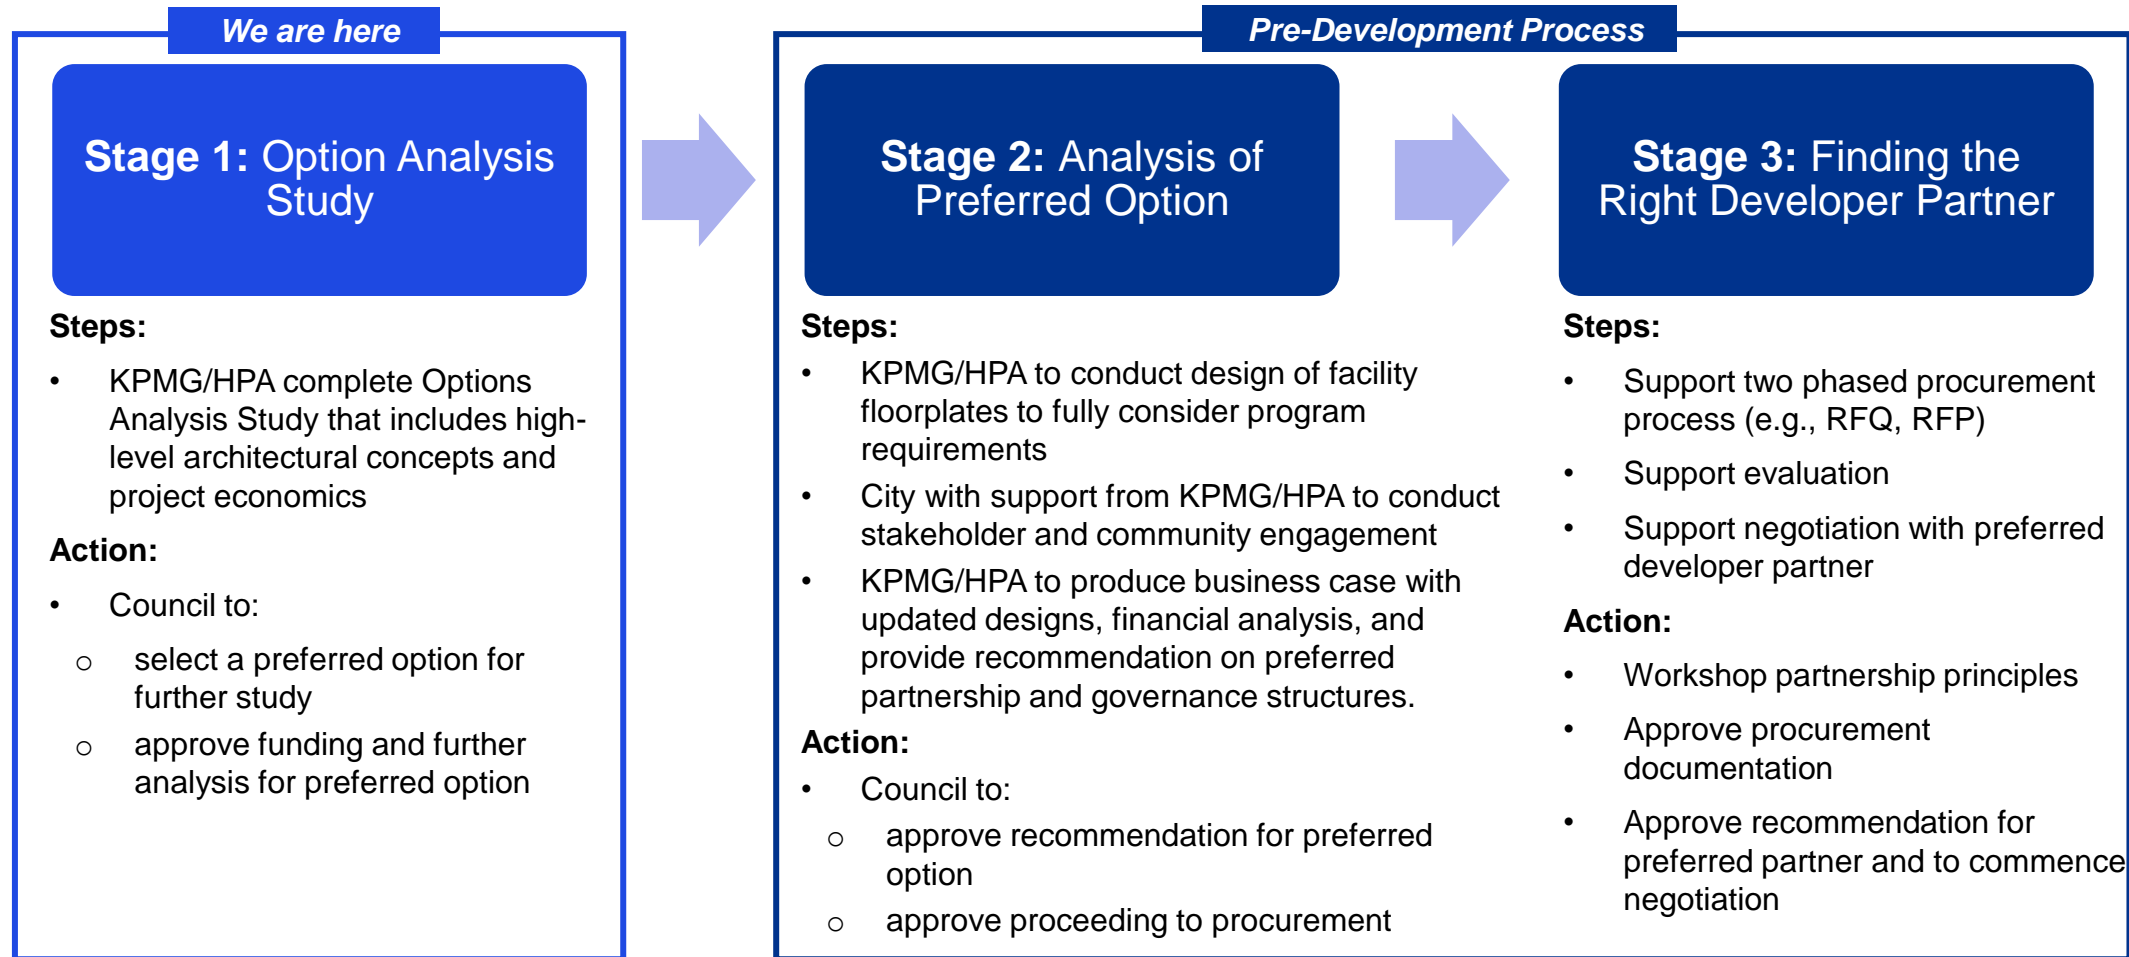 We are here
Stage 1: Option Analysis
Study
Steps:
• KPMG/HPA complete Options
Analysis Study that includes high-
level architectural concepts and
project economics
Action:
• Council to:
o select a preferred option for
further study
o approve funding and further
analysis for preferred option
Pre-Development Process
Stage 2: Analysis of
Preferred Option
Steps:
• KPMG/HPA to conduct design of facility
floorplates to fully consider program
requirements
• City with support from KPMG/HPA to conduct
stakeholder and community engagement
• KPMG/HPA to produce business case with
updated designs, financial analysis, and
provide recommendation on preferred
partnership and governance structures.
Action:
• Council to:
o approve recommendation for preferred
option
o approve proceeding to procurement
Stage 3: Finding the
Right Developer Partner
Steps:
• Support two phased procurement
process (e.g., RFQ, RFP)
• Support evaluation
• Support negotiation with preferred
developer partner
Action:
• Workshop partnership principles
• Approve procurement
documentation
• Approve recommendation for
preferred partner and to commence
negotiation